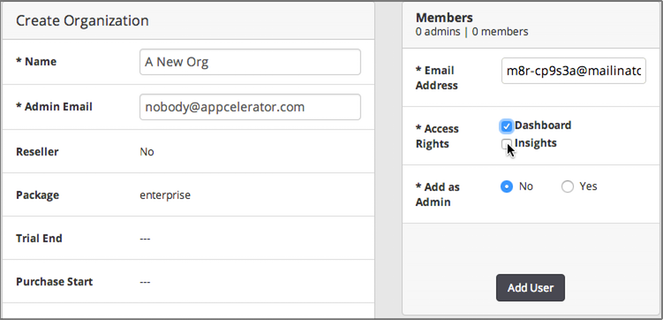 Create Organization
* Name
A New Org
* Admin Email
nobody@appcelerator.com
Reseller
No
Package
enterprise
Trial End
---
Purchase Start
---
Members
0 admins | 0 members
* Email
Address
m8r-cp9s3a@mailinatc
* Access
Rights
Dashboard
Insights
* Add as
Admin
No
Yes
Add User